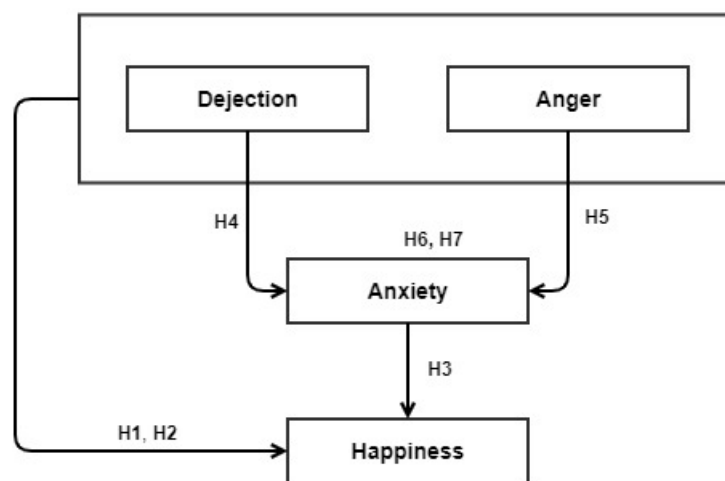 Dejection
Anger
H4
H5
H6, H7
Anxiety
H3
H1, H2
Happiness